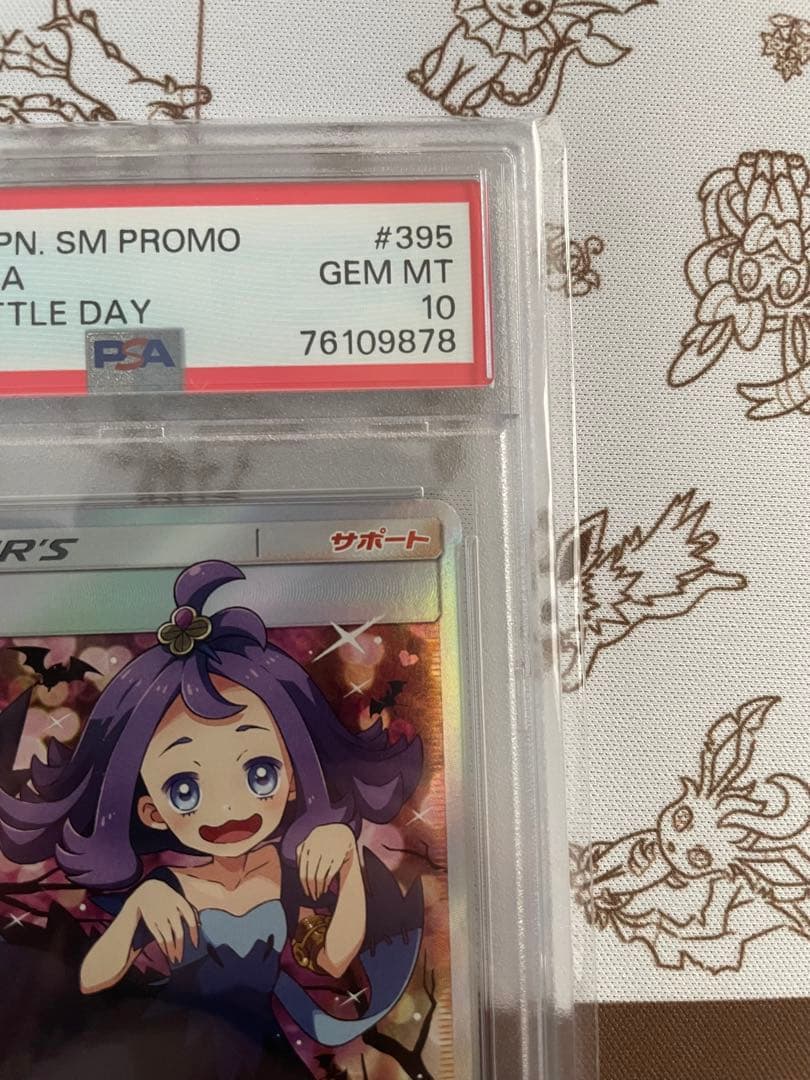 PN. SM PROMO #395
A GEM MT
TTLE DAY 10
PSA 76109878
R'S サポート